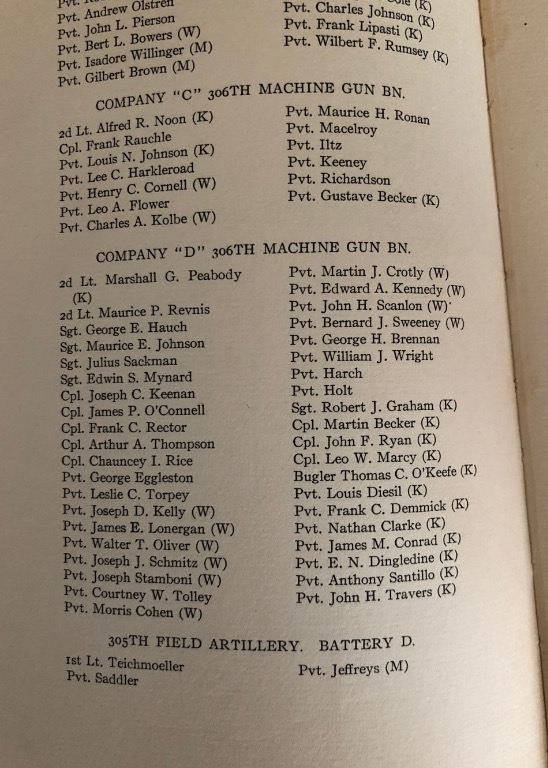 Pvt. Andrew Olstren
Pvt. John L. Pierson
Pvt. Bert L. Bowers (W)
Pvt. Isadore Willinger (M)
Pvt. Gilbert Brown (M)
(K)
Pvt. Charles Johnson (K)
Pvt. Frank Lipasti (K)
Pvt. Wilbert F. Rumsey (K)
COMPANY "C" 306TH MACHINE GUN BN.
2d Lt. Alfred R. Noon (K)
Cpl. Frank Rauchle
Pvt. Louis N. Johnson (K)
Pvt. Lee C. Harkleroad
Pvt. Henry C. Cornell (W)
Pvt. Leo A. Flower
Pvt. Charles A. Kolbe (W)
Pvt. Maurice H. Ronan
Pvt. Macelroy
Pvt. Iltz
Pvt. Keeney
Pvt. Richardson
Pvt. Gustave Becker (K)
COMPANY "D" 306TH MACHINE GUN BN.
2d Lt. Marshall G. Peabody
(K)
2d Lt. Maurice P. Revnis
Sgt. George E. Hauch
Sgt. Maurice E. Johnson
Sgt. Julius Sackman
Sgt. Edwin S. Mynard
Cpl. Joseph C. Keenan
Cpl. James P. O'Connell
Cpl. Frank C. Rector
Cpl. Arthur A. Thompson
Cpl. Chauncey I. Rice
Pvt. George Eggleston
Pvt. Leslie C. Torpey
Pvt. Joseph D. Kelly (W)
Pvt. James E. Lonergan (W)
Pvt. Walter T. Oliver (W)
Pvt. Joseph J. Schmitz (W)
Pvt. Joseph Stamboni (W)
Pvt. Courtney W. Tolley
Pvt. Morris Cohen (W)
Pvt. Martin J. Crotly (W)
Pvt. Edward A. Kennedy (W)
Pvt. John H. Scanlon (W)
Pvt. Bernard J. Sweeney (W)
Pvt. George H. Brennan
Pvt. William J. Wright
Pvt. Harch
Pvt. Holt
Sgt. Robert J. Graham (K)
Cpl. Martin Becker (K)
Cpl. John F. Ryan (K)
Cpl. Leo W. Marcy (K)
Bugler Thomas C. O'Keefe (K)
Pvt. Louis Diesil (K)
Pvt. Frank C. Demmick (K)
Pvt. Nathan Clarke (K)
Pvt. James M. Conrad (K)
Pvt. E. N. Dingledine (K)
Pvt. Anthony Santillo (K)
Pvt. John H. Travers (K)
305TH FIELD ARTILLERY. BATTERY D.
1st Lt. Teichmoeller
Pvt. Saddler
Pvt. Jeffreys (M)